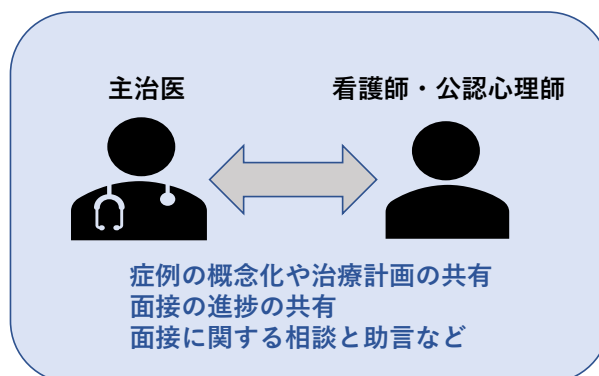 主治医
看護師・公認心理師
症例の概念化や治療計画の共有
面接の進捗の共有
面接に関する相談と助言など